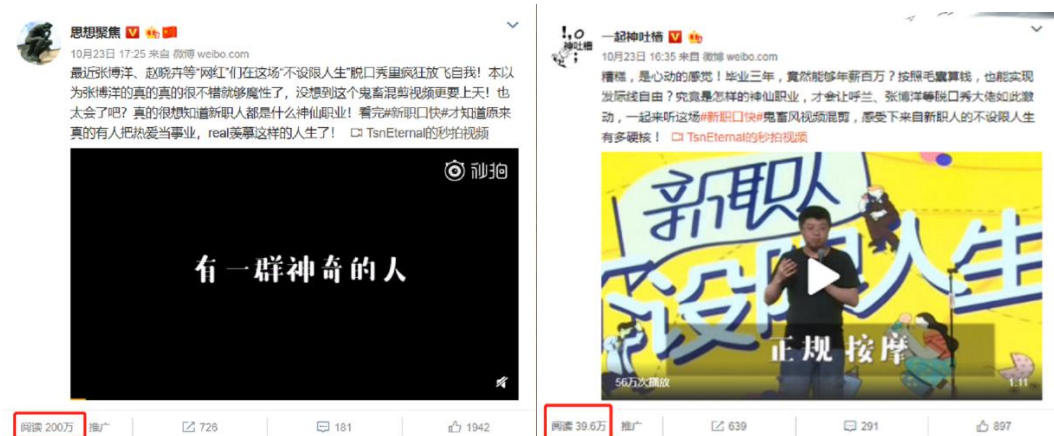 思想聚焦
10月23日 17:25 来自 微博 weibo.com
最近张博洋、赵晓卉等“网红”们在这场“不设限人生”脱口秀里疯狂放飞自我！本以
为张博洋的真的真的很不错就够魔性了，没想到这个鬼畜混剪视频更要上天！也
太会了吧？真的很想知道新职人都是什么神仙职业！看完#新职口快#才知道原来
真的有人把热爱当事业，real羡慕这样的人生了！ TsnEternal的秒拍视频
秒拍
有一群神奇的人
阅读 200万 推广 726 181 1942
!,○
神吐槽
一起神吐槽
10月23日 16:35 来自 微博 weibo.com
糟糕，是心动的感觉！毕业三年，竟然能够年薪百万？按照毛囊算钱，也能实现
发际线自由？究竟是怎样的神仙职业，才会让呼兰、张博洋等脱口秀大佬如此激
动，一起来听这场#新职口快#鬼畜风视频混剪，感受下来自新职人的不设限人生
有多硬核！ TsnEternal的秒拍视频
新职人
不设限人生
正规按摩
56万次播放 1:11
阅读 39.6万 推广 639 291 897